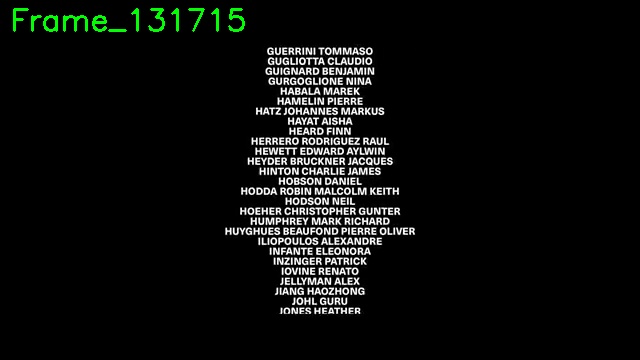 Frame_131715
GUERRINI TOMMASO
GUGLIOTTA CLAUDIO
GUIGNARD BENJAMIN
GURGOGLIONE NINA
HABALA MAREK
HAMELIN PIERRE
HATZ JOHANNES MARKUS
HAYAT AISHA
HEARD FINN
HERRERO RODRIGUEZ RAUL
HEWETT EDWARD AYLWIN
HEYDER BRUCKNER JACQUES
HINTON CHARLIE JAMES
HOBSON DANIEL
HODDA ROBIN MALCOLM KEITH
HODSON NEIL
HOEHER CHRISTOPHER GUNTER
HUMPHREY MARK RICHARD
HUYGHUES BEAUFOND PIERRE OLIVER
ILIOPOULOS ALEXANDRE
INFANTE ELEONORA
INZINGER PATRICK
IOVINE RENATO
JELLYMAN ALEX
JIANG HAOZHONG
JOHL GURU
JONES HEATHER